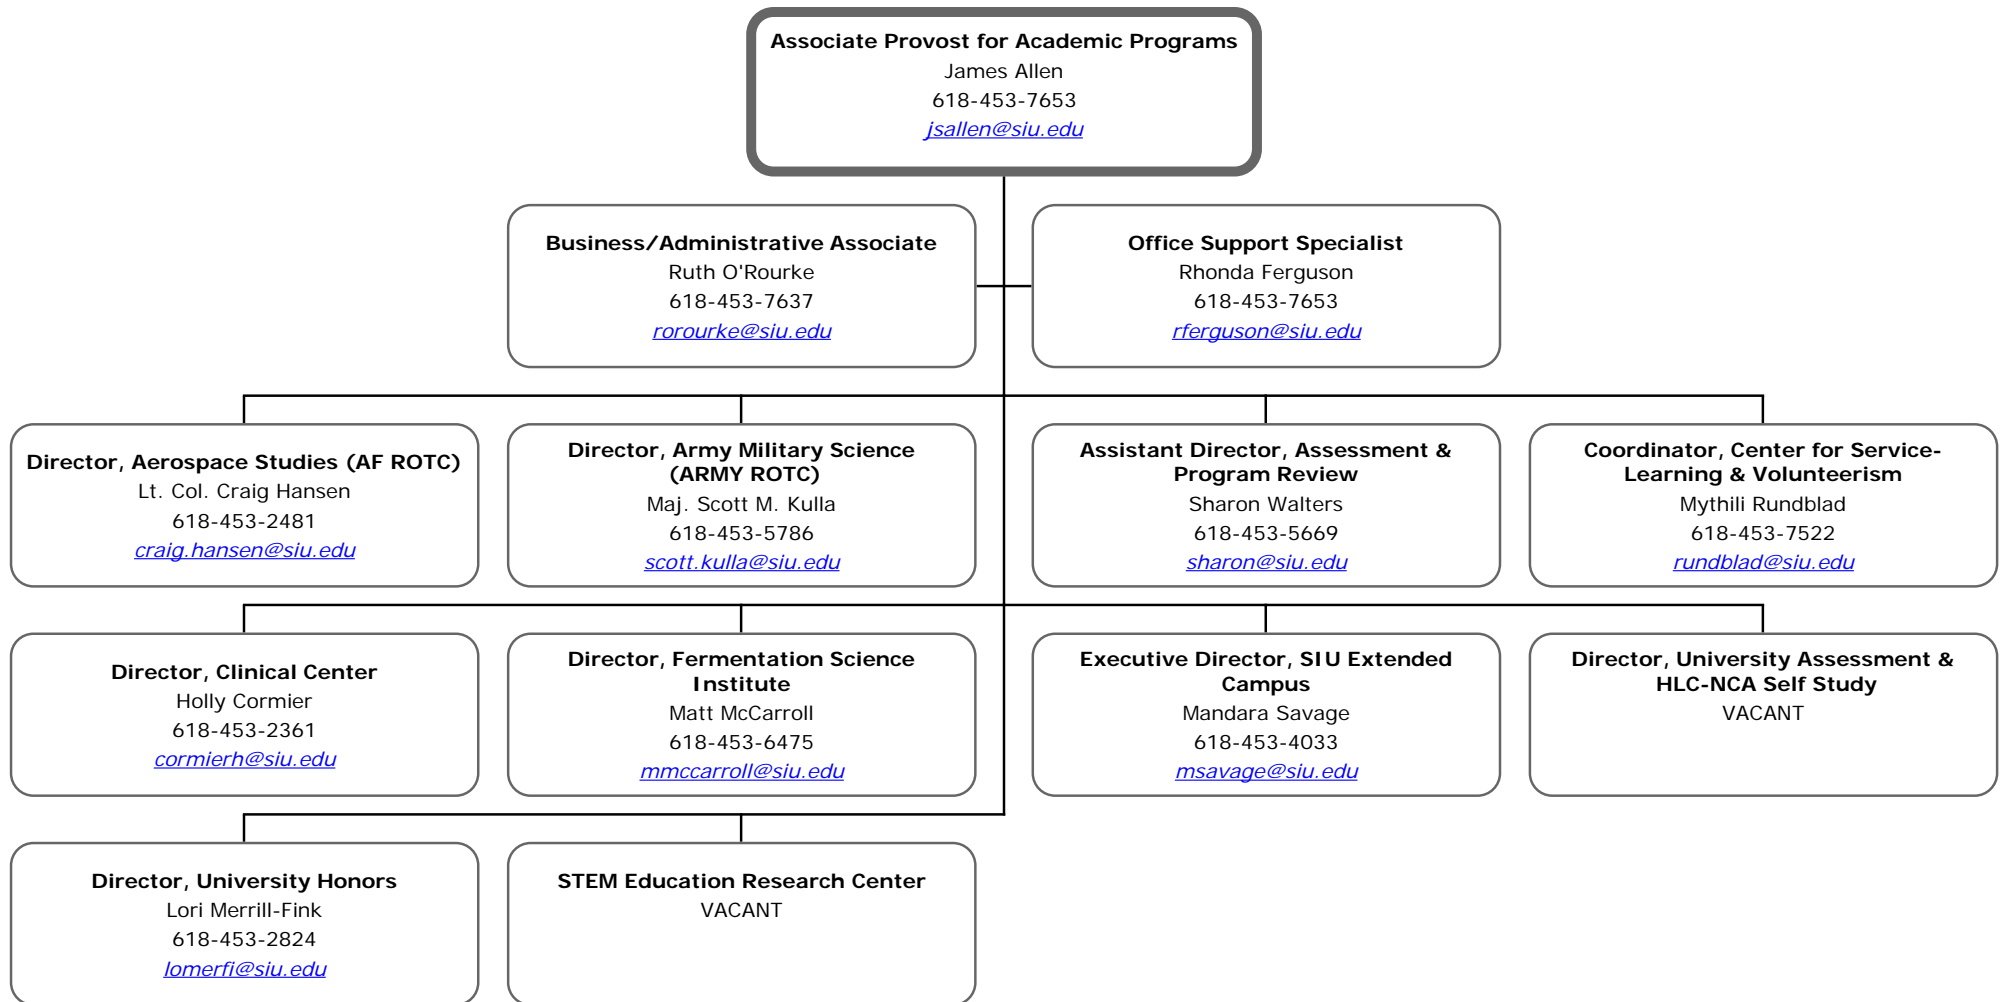 Associate Provost for Academic Programs
James Allen
618-453-7653
jsallen@siu.edu
Business/Administrative Associate
Ruth O'Rourke
618-453-7637
rorourke@siu.edu
Office Support Specialist
Rhonda Ferguson
618-453-7653
rferguson@siu.edu
Director, Aerospace Studies (AF ROTC)
Lt. Col. Craig Hansen
618-453-2481
craig.hansen@siu.edu
Director, Army Military Science
(ARMY ROTC)
Maj. Scott M. Kulla
618-453-5786
scott.kulla@siu.edu
Assistant Director, Assessment &
Program Review
Sharon Walters
618-453-5669
sharon@siu.edu
Coordinator, Center for Service-
Learning & Volunteerism
Mythili Rundblad
618-453-7522
rundblad@siu.edu
Director, Clinical Center
Holly Cormier
618-453-2361
cormierh@siu.edu
Director, Fermentation Science
Institute
Matt McCarroll
618-453-6475
mmccarroll@siu.edu
Executive Director, SIU Extended
Campus
Mandara Savage
618-453-4033
msavage@siu.edu
Director, University Assessment &
HLC-NCA Self Study
VACANT
Director, University Honors
Lori Merrill-Fink
618-453-2824
lomerfi@siu.edu
STEM Education Research Center
VACANT